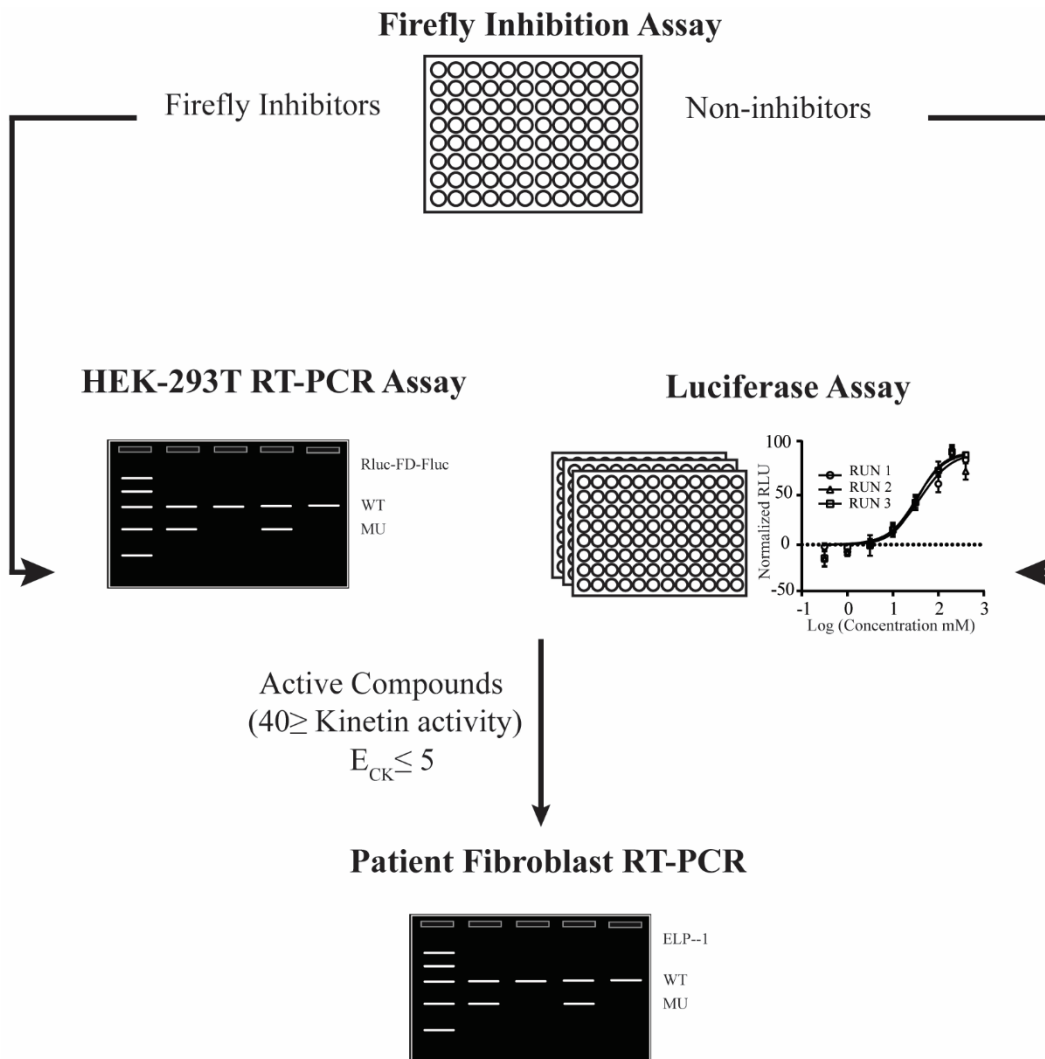 Firefly Inhibition Assay
Firefly Inhibitors
Non-inhibitors
HEK-293T RT-PCR Assay
Rluc-FD-Fluc
WT
MU
Luciferase Assay
Normalized RLU
100
50
0
-50
RUN 1
RUN 2
RUN 3
-1 0 1 2 3
Log (Concentration mM)
Active Compounds
(40≥ Kinetin activity)
E_CK ≤ 5
Patient Fibroblast RT-PCR
ELP--1
WT
MU